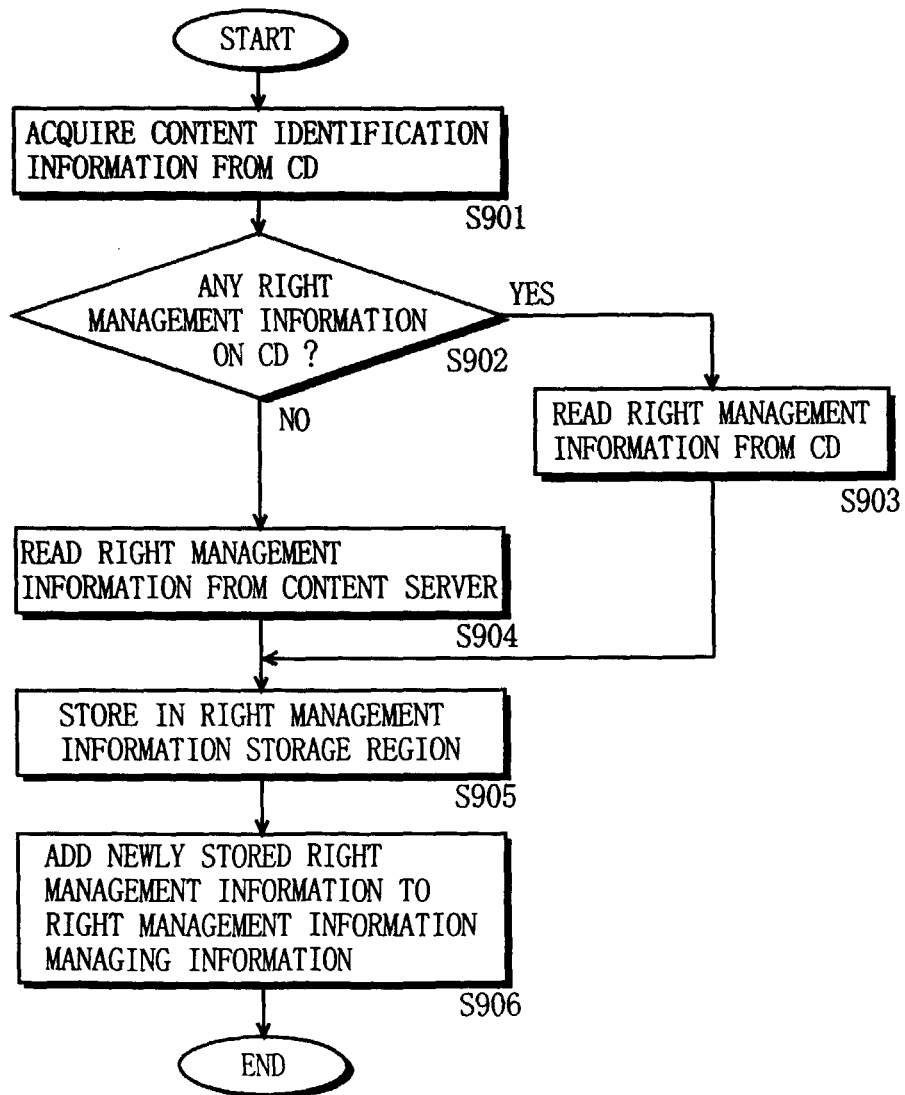 START
ACQUIRE CONTENT IDENTIFICATION
INFORMATION FROM CD
S901
ANY RIGHT
MANAGEMENT INFORMATION
ON CD ?
YES
S902
NO
READ RIGHT MANAGEMENT
INFORMATION FROM CD
S903
READ RIGHT MANAGEMENT
INFORMATION FROM CONTENT SERVER
S904
STORE IN RIGHT MANAGEMENT
INFORMATION STORAGE REGION
S905
ADD NEWLY STORED RIGHT
MANAGEMENT INFORMATION TO
RIGHT MANAGEMENT INFORMATION
MANAGING INFORMATION
S906
END